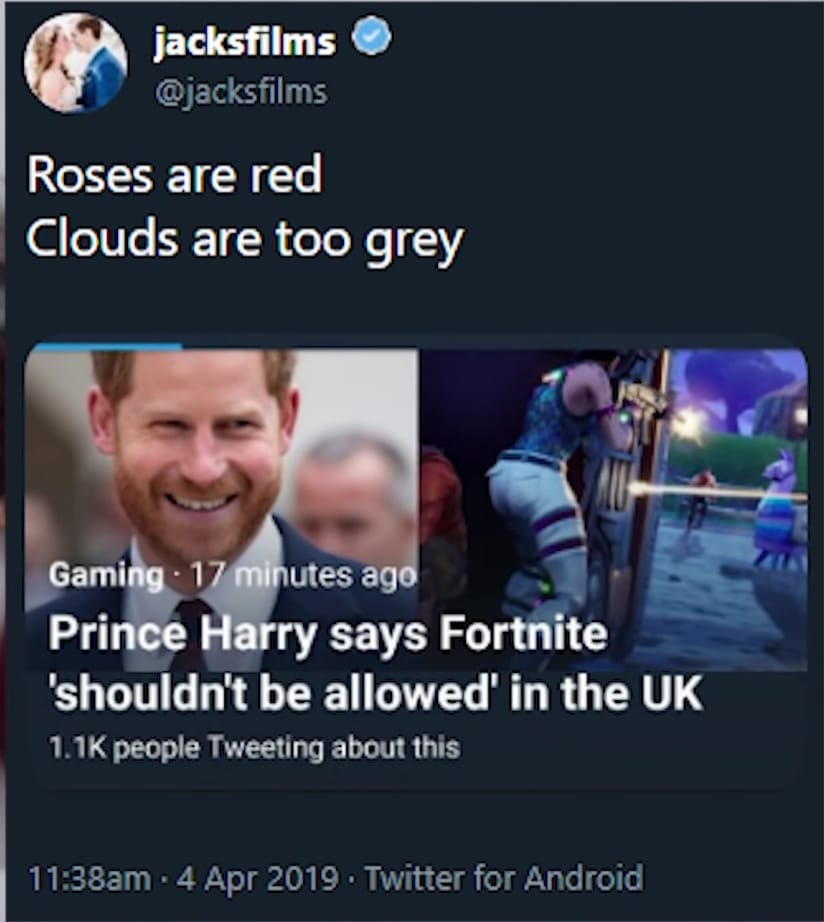 jacksfilms
@jacksfilms
Roses are red
Clouds are too grey
Gaming · 17 minutes ago
Prince Harry says Fortnite
'shouldn't be allowed' in the UK
1.1K people Tweeting about this
11:38am · 4 Apr 2019 · Twitter for Android